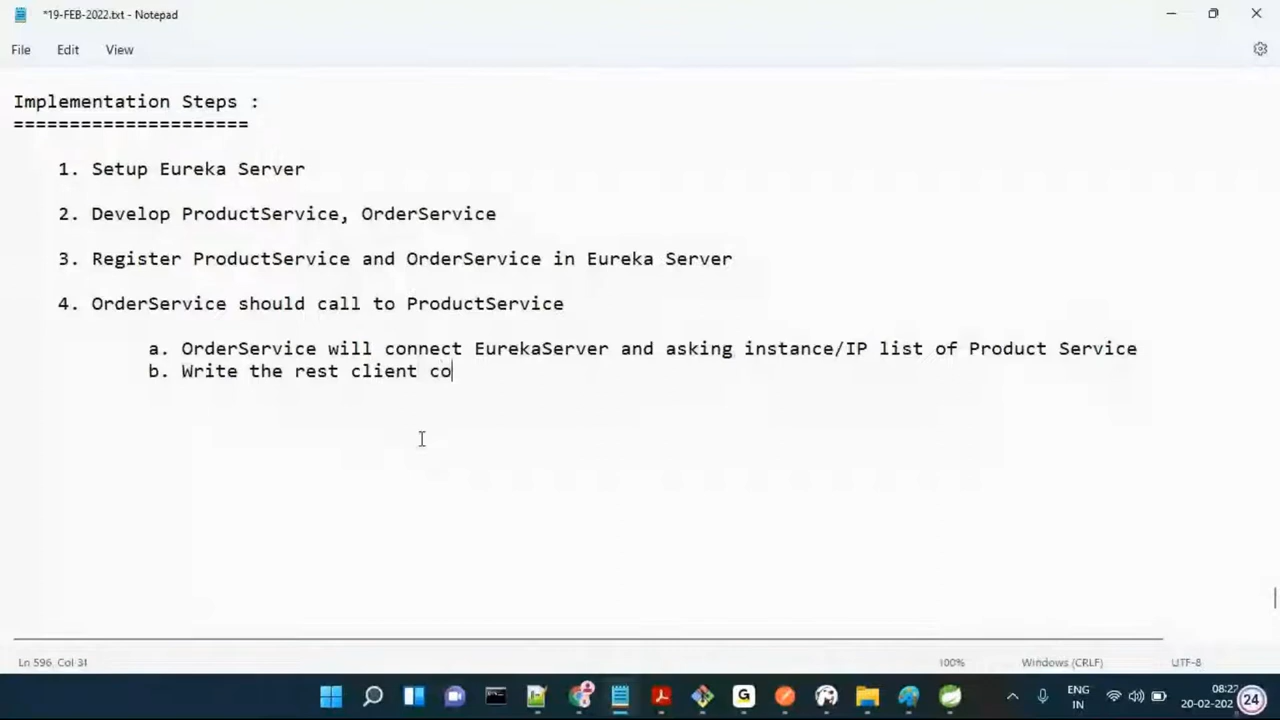 *19-FEB-2022.txt - Notepad
File Edit View
Implementation Steps :
=====================
1. Setup Eureka Server
2. Develop ProductService, OrderService
3. Register ProductService and OrderService in Eureka Server
4. OrderService should call to ProductService
a. OrderService will connect EurekaServer and asking instance/IP list of Product Service
b. Write the rest client co
Ln 596, Col 31 100% Windows (CRLF) UTF-8
ENG 08:27
IN 20-02-202 24